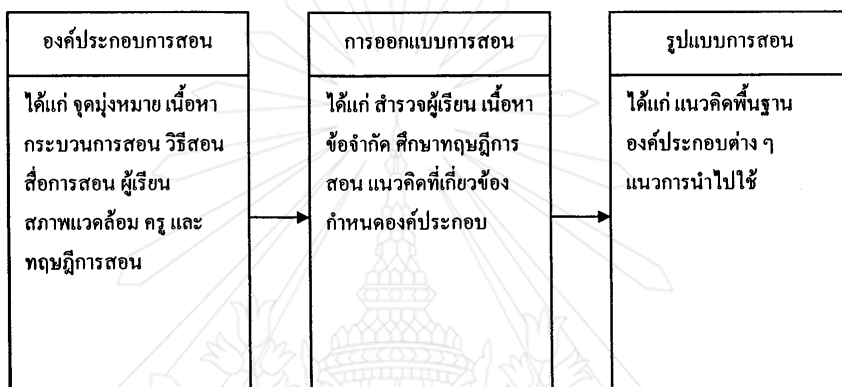 องค์ประกอบการสอน
ได้แก่ จุดมุ่งหมาย เนื้อหา
กระบวนการสอน วิธีสอน
สื่อการสอน ผู้เรียน
สภาพแวดล้อม ครู และ
ทฤษฎีการสอน
การออกแบบการสอน
ได้แก่ สำรวจผู้เรียน เนื้อหา
ข้อจำกัด ศึกษาทฤษฎีการ
สอน แนวคิดที่เกี่ยวข้อง
กำหนดองค์ประกอบ
รูปแบบการสอน
ได้แก่ แนวคิดพื้นฐาน
องค์ประกอบต่าง ๆ
แนวการนำไปใช้